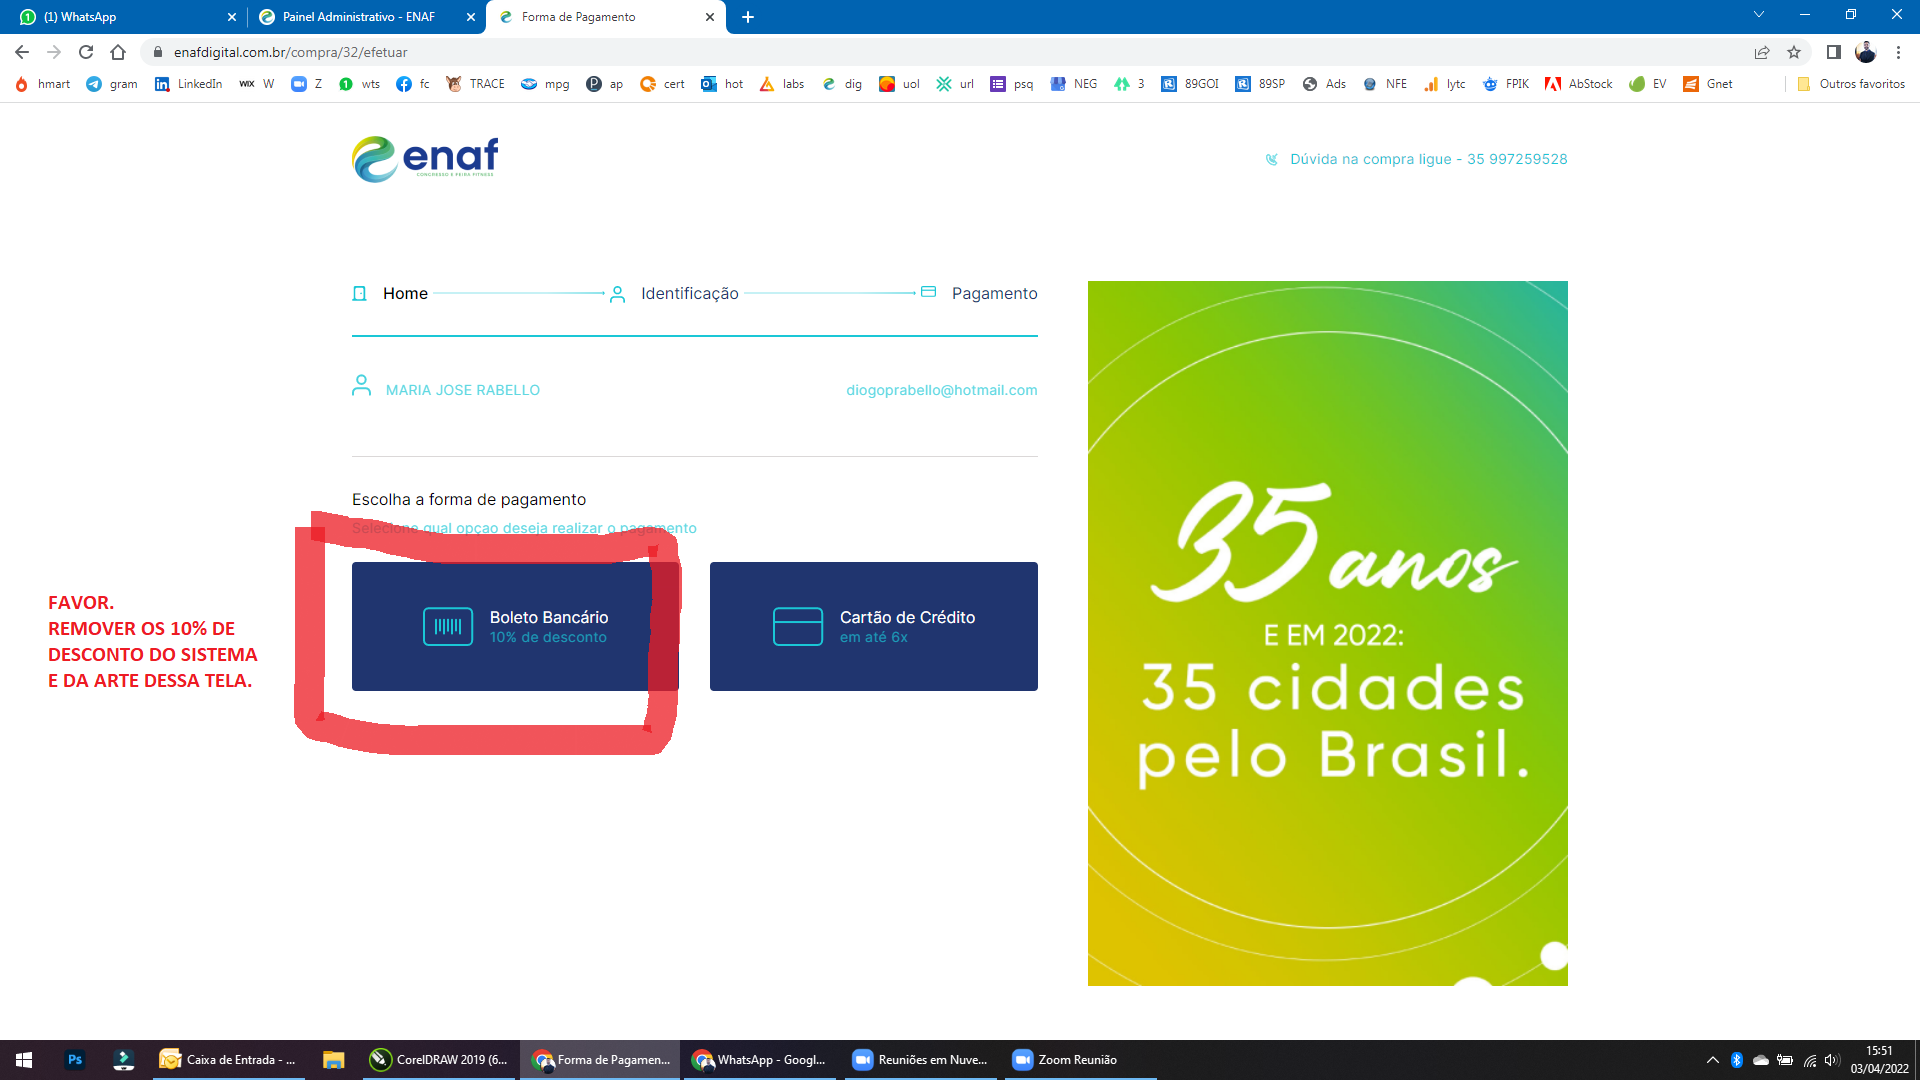 (1) WhatsApp
Painel Administrativo - ENAF
Forma de Pagamento
enafdigital.com.br/compra/32/efetuar
hmart gram LinkedIn WIX W Z wts fc TRACE mpg ap cert hot labs dig uol url psq NEG 3 89GOI 89SP Ads NFE lytc FPIK AbStock EV Gnet Outros favoritos
enaf
CONGRESSO E FEIRA FITNESS
Dúvida na compra ligue - 35 997259528
Home Identificação Pagamento
MARIA JOSE RABELLO diogoprabello@hotmail.com
Escolha a forma de pagamento
Selecione qual opçao deseja realizar o pagamento
FAVOR.
REMOVER OS 10% DE
DESCONTO DO SISTEMA
E DA ARTE DESSA TELA.
Boleto Bancário
10% de desconto
Cartão de Crédito
em até 6x
35 anos
E EM 2022:
35 cidades
pelo Brasil.
Ps
Caixa de Entrada - ...
CorelDRAW 2019 (6...
Forma de Pagamen...
WhatsApp - Googl...
Reuniões em Nuve...
Zoom Reunião
15:51
03/04/2022